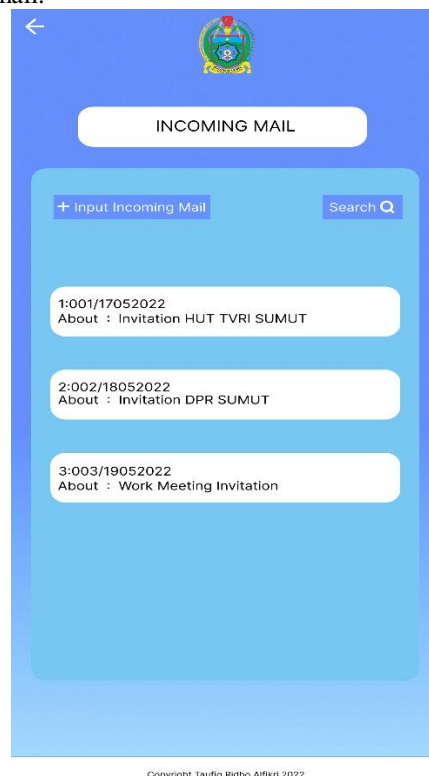 INCOMING MAIL
+ Input Incoming Mail
Search
1:001/17052022
About : Invitation HUT TVRI SUMUT
2:002/18052022
About : Invitation DPR SUMUT
3:003/19052022
About : Work Meeting Invitation
Copyright Taufig Ridho Alfikri 2022